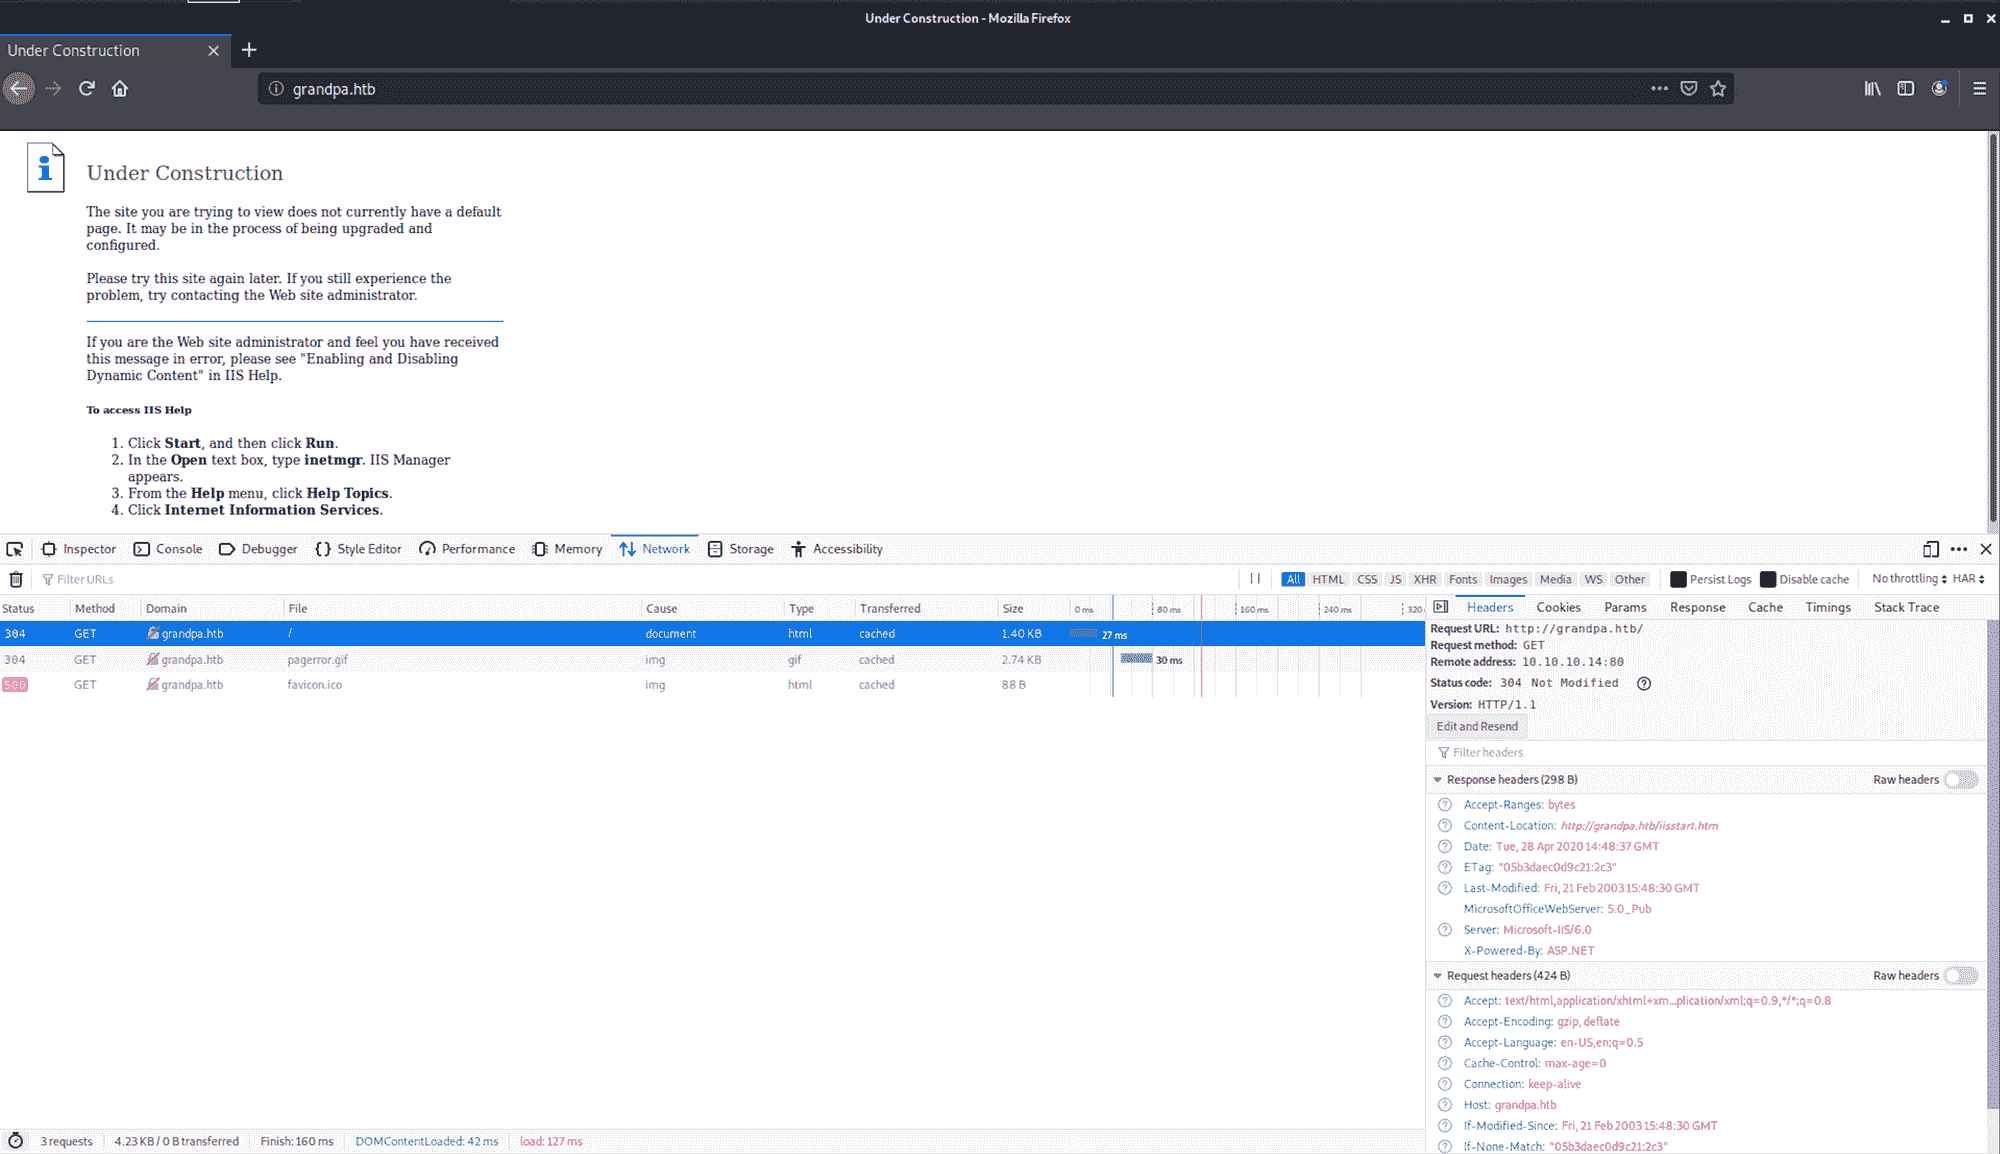 Under Construction - Mozilla Firefox
Under Construction
grandpa.htb
Under Construction
The site you are trying to view does not currently have a default
page. It may be in the process of being upgraded and
configured.
Please try this site again later. If you still experience the
problem, try contacting the Web site administrator.
If you are the Web site administrator and feel you have received
this message in error, please see "Enabling and Disabling
Dynamic Content" in IIS Help.
To access IIS Help
1. Click Start, and then click Run.
2. In the Open text box, type inetmgr. IIS Manager
appears.
3. From the Help menu, click Help Topics.
4. Click Internet Information Services.
Inspector Console Debugger Style Editor Performance Memory Network Storage Accessibility
Filter URLs All HTML CSS JS XHR Fonts Images Media WS Other Persist Logs Disable cache No throttling HAR
Status Method Domain File Cause Type Transferred Size 0 ms 80 ms 160 ms 240 ms 320
304 GET grandpa.htb / document html cached 1.40 KB 27 ms
304 GET grandpa.htb pagerror.gif img gif cached 2.74 KB 30 ms
500 GET grandpa.htb favicon.ico img html cached 88 B
Headers Cookies Params Response Cache Timings Stack Trace
Request URL: http://grandpa.htb/
Request method: GET
Remote address: 10.10.10.14:80
Status code: 304 Not Modified
Version: HTTP/1.1
Edit and Resend
Filter headers
Response headers (298 B) Raw headers
Accept-Ranges: bytes
Content-Location: http://grandpa.htb/iisstart.htm
Date: Tue, 28 Apr 2020 14:48:37 GMT
ETag: "05b3daec0d9c21:2c3"
Last-Modified: Fri, 21 Feb 2003 15:48:30 GMT
MicrosoftOfficeWebServer: 5.0_Pub
Server: Microsoft-IIS/6.0
X-Powered-By: ASP.NET
Request headers (424 B) Raw headers
Accept: text/html,application/xhtml+xm...plication/xml;q=0.9,*/*;q=0.8
Accept-Encoding: gzip, deflate
Accept-Language: en-US,en;q=0.5
Cache-Control: max-age=0
Connection: keep-alive
Host: grandpa.htb
If-Modified-Since: Fri, 21 Feb 2003 15:48:30 GMT
If-None-Match: "05b3daec0d9c21:2c3"
3 requests 4.23 KB / 0 B transferred Finish: 160 ms DOMContentLoaded: 42 ms load: 127 ms